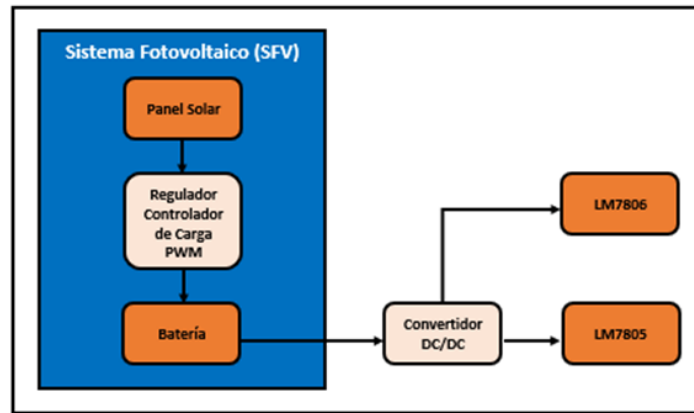 Sistema Fotovoltaico (SFV)
Panel Solar
Regulador
Controlador
de Carga
PWM
Batería
Convertidor
DC/DC
LM7806
LM7805